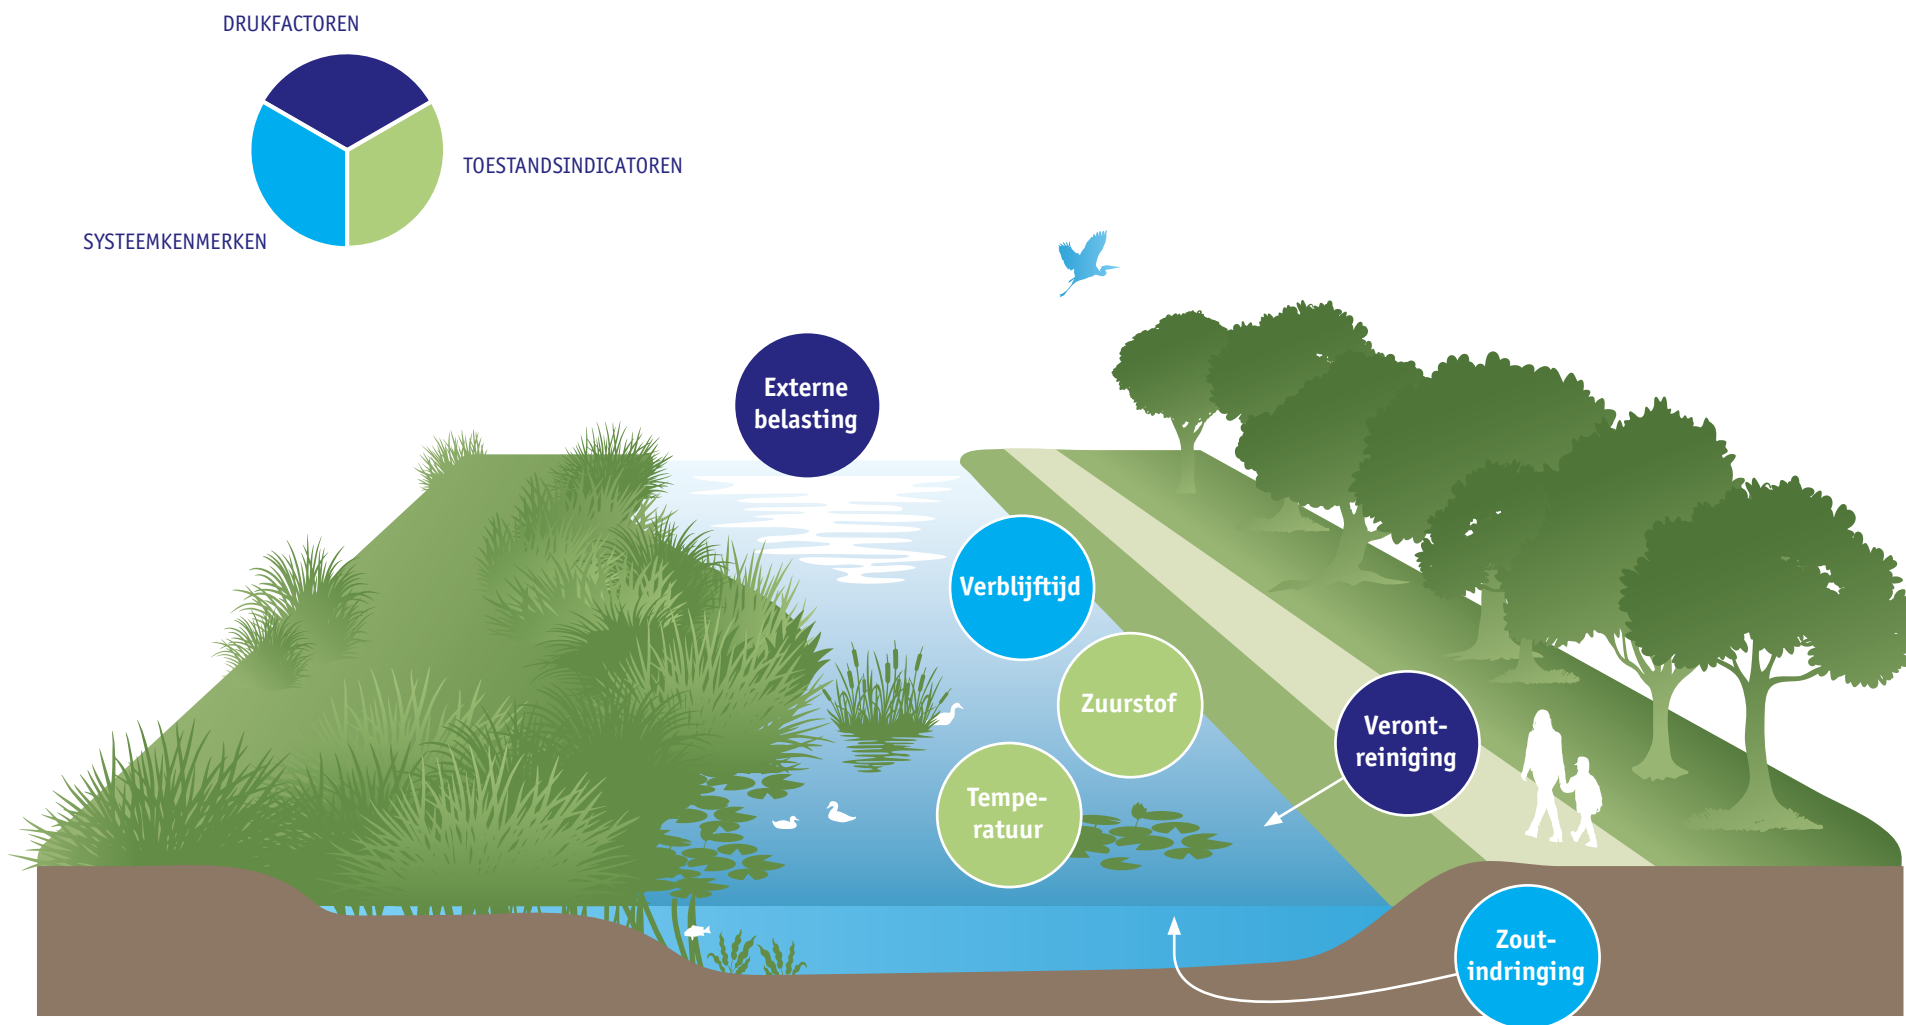 DRUKFACTOREN
TOESTANDSINDICATOREN
SYSTEEMKENMERKEN
Externe
belasting
Verblijftijd
Zuurstof
Veront-
reiniging
Tempe-
ratuur
Zout-
indringing